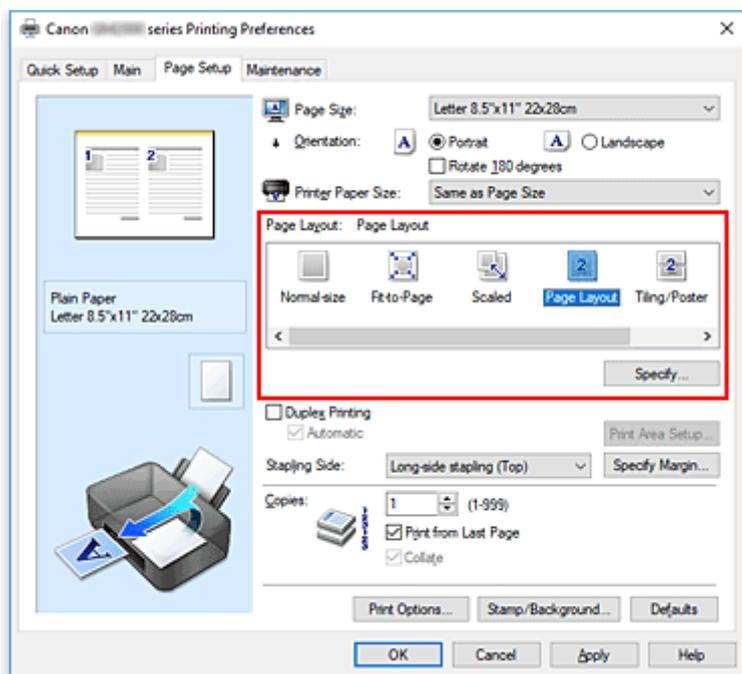 Canon series Printing Preferences
Quick Setup Main Page Setup Maintenance
1 2
Plain Paper
Letter 8.5"x11" 22x28cm
Page Size: Letter 8.5"x11" 22x28cm
Orientation: A Portrait A Landscape
Rotate 180 degrees
Printer Paper Size: Same as Page Size
Page Layout: Page Layout
2 2
Normal-size Fit-to-Page Scaled Page Layout Tiling/Poster
Specify...
Duplex Printing
Automatic Print Area Setup...
Stapling Side: Long-side stapling (Top) Specify Margin...
Copies: 1 (1-999)
Print from Last Page
Collate
A
Print Options... Stamp/Background... Defaults
OK Cancel Apply Help